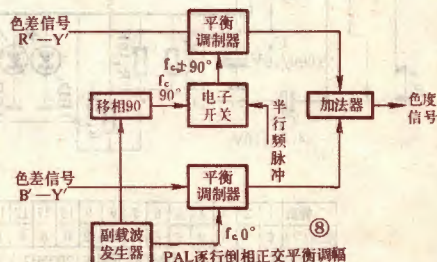 色差信号
R'—Y'
平衡
调制器
fc±90°
fc
90°
移相90°
电子
开关
半行频脉冲
加法器
色度
信号
色差信号
B'—Y'
平衡
调制器
副载波
发生器
fc0°
⑧
PAL逐行倒相正交平衡调幅